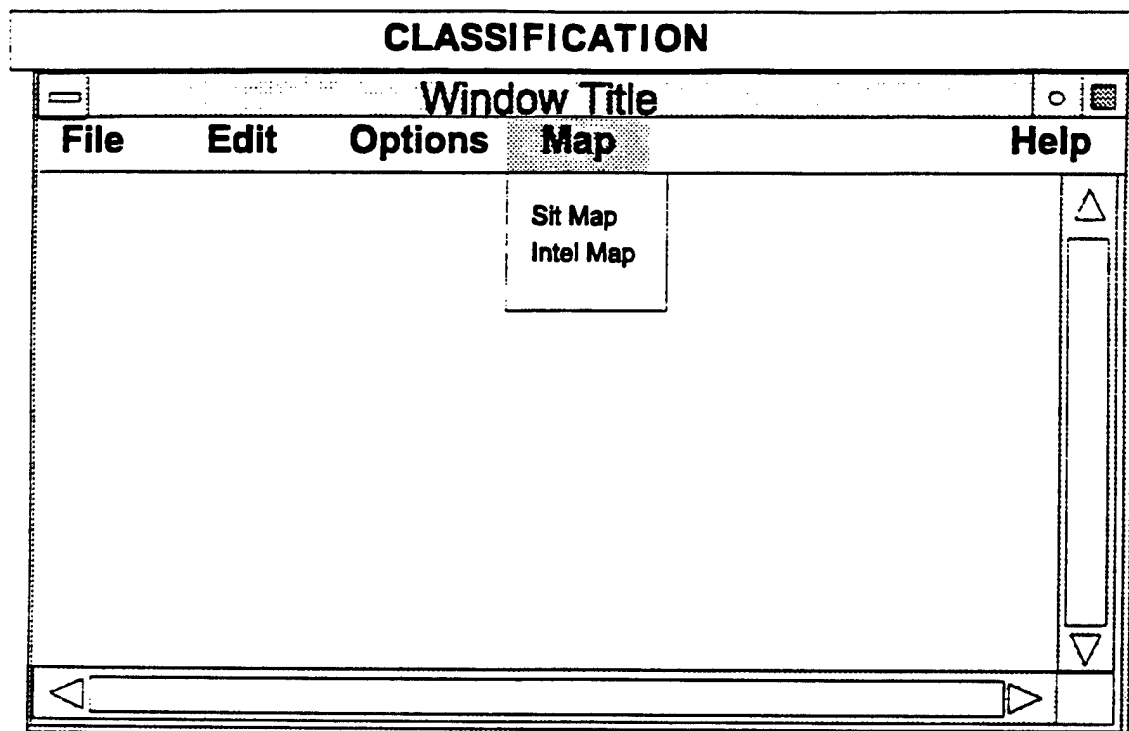 CLASSIFICATION
Window Title
File Edit Options Map Help
Sit Map
Intel Map